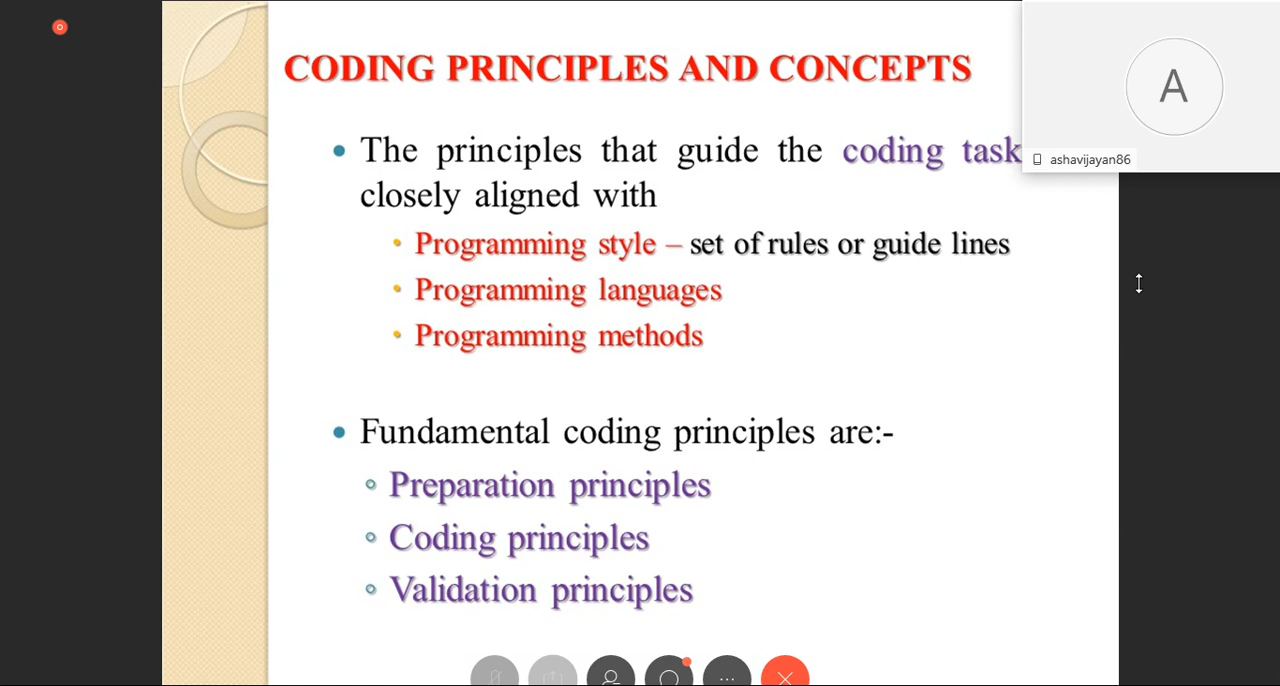 CODING PRINCIPLES AND CONCEPTS
A
• The principles that guide the coding task
ashavijayan86
closely aligned with
• Programming style – set of rules or guide lines
• Programming languages
• Programming methods
• Fundamental coding principles are:-
◦ Preparation principles
◦ Coding principles
◦ Validation principles